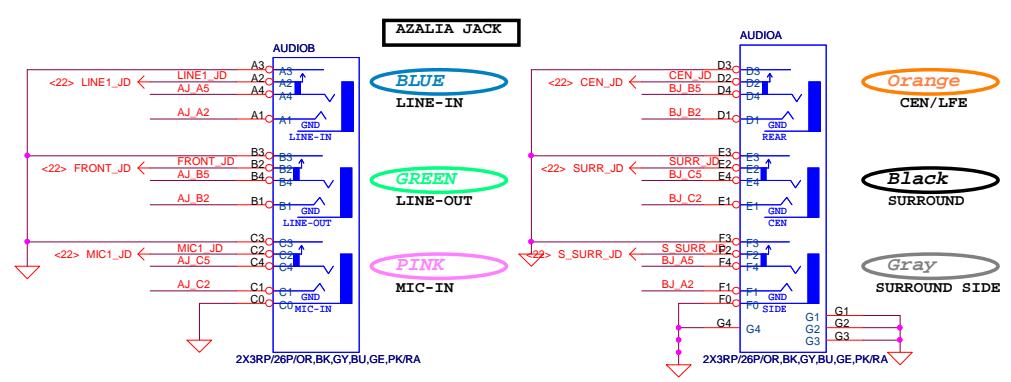 AZALIA JACK
AUDIOB
A3 A3
<22> LINE1_JD LINE1_JD A2 A2
AJ_A5 A4 A4
AJ_A2 A1 A1
GND
LINE-IN
BLUE
LINE-IN
B3 B3
<22> FRONT_JD FRONT_JD B2 B2
AJ_B5 B4 B4
AJ_B2 B1 B1
GND
LINE-OUT
GREEN
LINE-OUT
C3 C3
<22> MIC1_JD MIC1_JD C2 C2
AJ_C5 C4 C4
AJ_C2 C1 C1
GND
C0 C0
MIC-IN
PINK
MIC-IN
2X3RP/26P/OR,BK,GY,BU,GE,PK/RA
AUDIOA
D3 D3
<22> CEN_JD CEN_JD D2 D2
BJ_B5 D4 D4
BJ_B2 D1 D1
GND
REAR
Orange
CEN/LFE
E3 E3
<22> SURR_JD SURR_JD E2 E2
BJ_C5 E4 E4
BJ_C2 E1 E1
GND
CEN
Black
SURROUND
F3 F3
<22> S_SURR_JD S_SURR_JD F2 F2
BJ_A5 F4 F4
BJ_A2 F1 F1
GND
F0 F0
SIDE
Gray
SURROUND SIDE
G4 G4
G1 G1
G2 G2
G3 G3
2X3RP/26P/OR,BK,GY,BU,GE,PK/RA